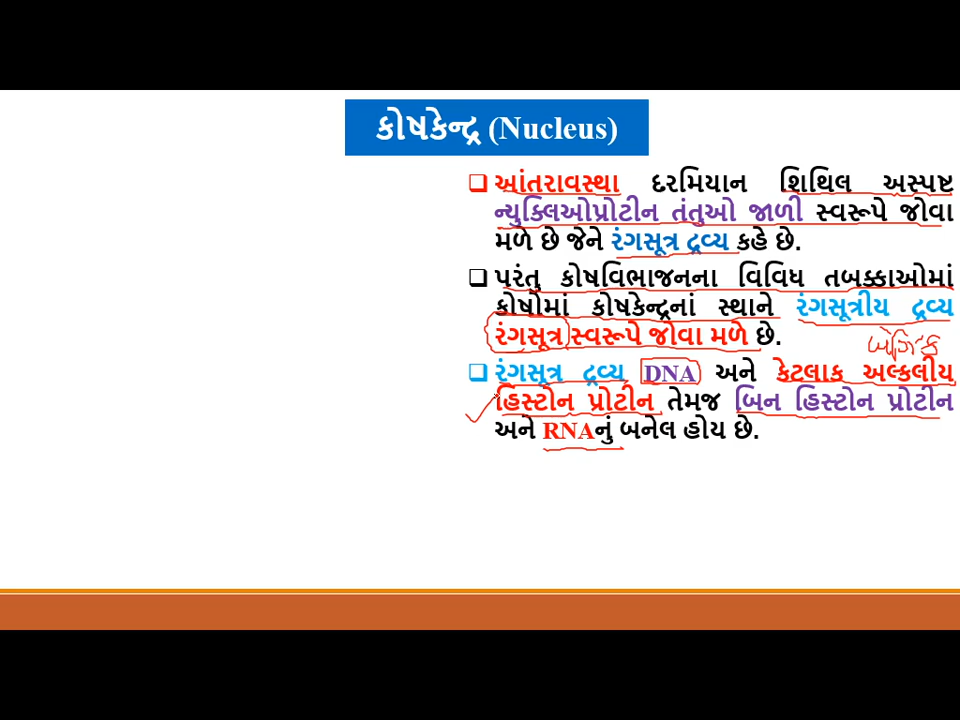 કોષકેન્દ્ર (Nucleus)
આંતરાવસ્થા દરમિયાન શિથિલ અસ્પષ્ટ
ન્યુક્લિઓપ્રોટીન તંતુઓ જાળી સ્વરૂપે જોવા
મળે છે જેને રંગસૂત્ર દ્રવ્ય કહે છે.
પરંતુ કોષવિભાજનના વિવિધ તબક્કાઓમાં
કોષોમાં કોષકેન્દ્રનાં સ્થાને રંગસૂત્રીય દ્રવ્ય
રંગસૂત્ર સ્વરૂપે જોવા મળે છે.
રંગસૂત્ર દ્રવ્ય DNA અને કેટલાક અલ્કલીય
હિસ્ટોન પ્રોટીન તેમજ બિન હિસ્ટોન પ્રોટીન
અને RNAનું બનેલ હોય છે.